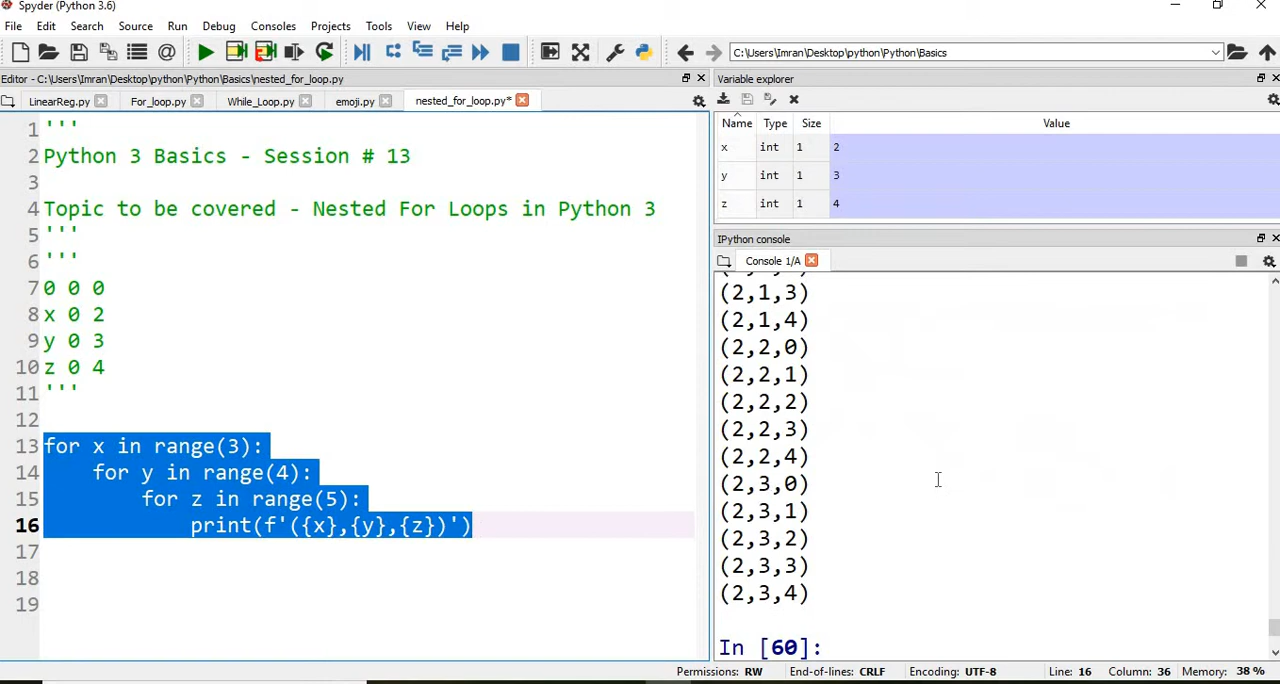 Spyder (Python 3.6)
File Edit Search Source Run Debug Consoles Projects Tools View Help
C:\Users\Imran\Desktop\python\Python\Basics
Editor - C:\Users\Imran\Desktop\python\Python\Basics\nested_for_loop.py
LinearReg.py For_loop.py While_Loop.py emoji.py nested_for_loop.py*
1 '''
2 Python 3 Basics - Session # 13
3
4 Topic to be covered - Nested For Loops in Python 3
5 '''
6 '''
7 0 0 0
8 x 0 2
9 y 0 3
10 z 0 4
11 '''
12
13 for x in range(3):
14     for y in range(4):
15         for z in range(5):
16             print(f'({x},{y},{z})')
17
18
19
Variable explorer
Name Type Size Value
x int 1 2
y int 1 3
z int 1 4
IPython console
Console 1/A
(2,1,3)
(2,1,4)
(2,2,0)
(2,2,1)
(2,2,2)
(2,2,3)
(2,2,4)
(2,3,0)
(2,3,1)
(2,3,2)
(2,3,3)
(2,3,4)
In [60]:
Permissions: RW End-of-lines: CRLF Encoding: UTF-8 Line: 16 Column: 36 Memory: 38 %